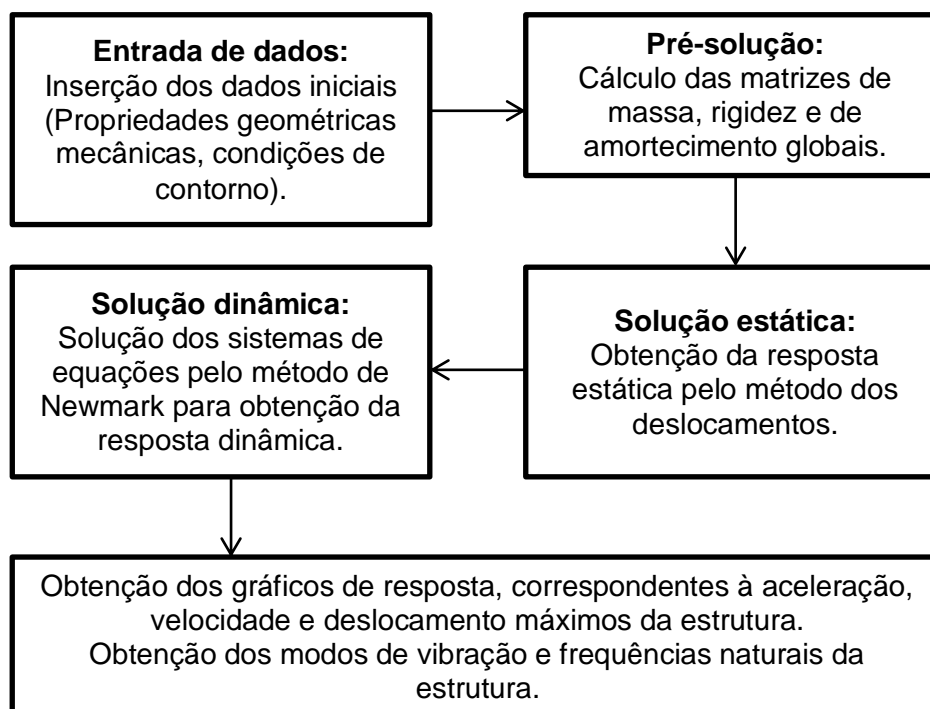 Entrada de dados:
Inserção dos dados iniciais
(Propriedades geométricas
mecânicas, condições de
contorno).
Pré-solução:
Cálculo das matrizes de
massa, rigidez e de
amortecimento globais.
Solução estática:
Obtenção da resposta
estática pelo método dos
deslocamentos.
Solução dinâmica:
Solução dos sistemas de
equações pelo método de
Newmark para obtenção da
resposta dinâmica.
Obtenção dos gráficos de resposta, correspondentes à aceleração,
velocidade e deslocamento máximos da estrutura.
Obtenção dos modos de vibração e frequências naturais da
estrutura.